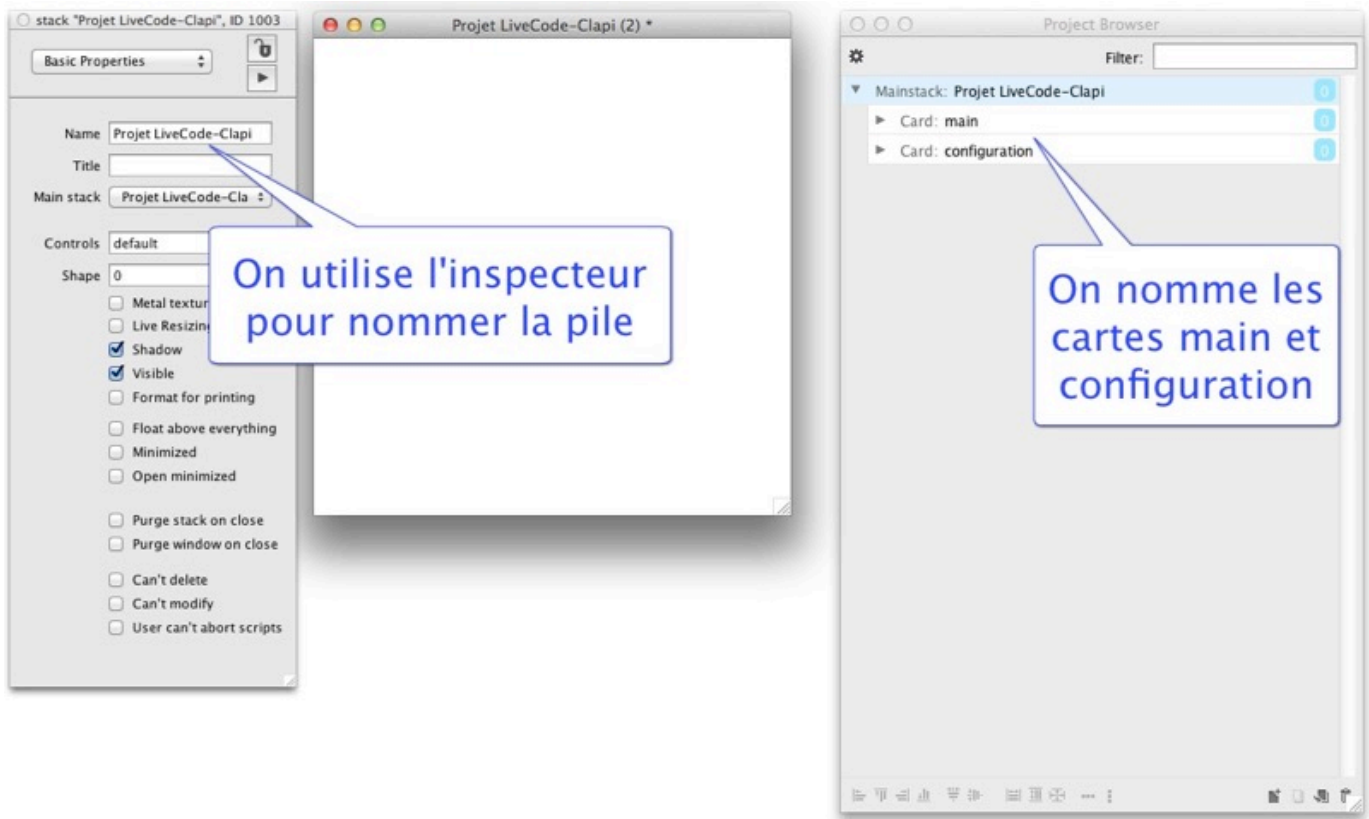 stack "Projet LiveCode-Clapi", ID 1003
Basic Properties
Name Projet LiveCode-Clapi
Title
Main stack Projet LiveCode-Cla
Controls default
Shape 0
Metal textur
Live Resizing
Shadow
Visible
Format for printing
Float above everything
Minimized
Open minimized
Purge stack on close
Purge window on close
Can't delete
Can't modify
User can't abort scripts
On utilise l'inspecteur
pour nommer la pile
Projet LiveCode-Clapi (2) *
Project Browser
Filter:
Mainstack: Projet LiveCode-Clapi 0
Card: main 0
Card: configuration 0
On nomme les
cartes main et
configuration